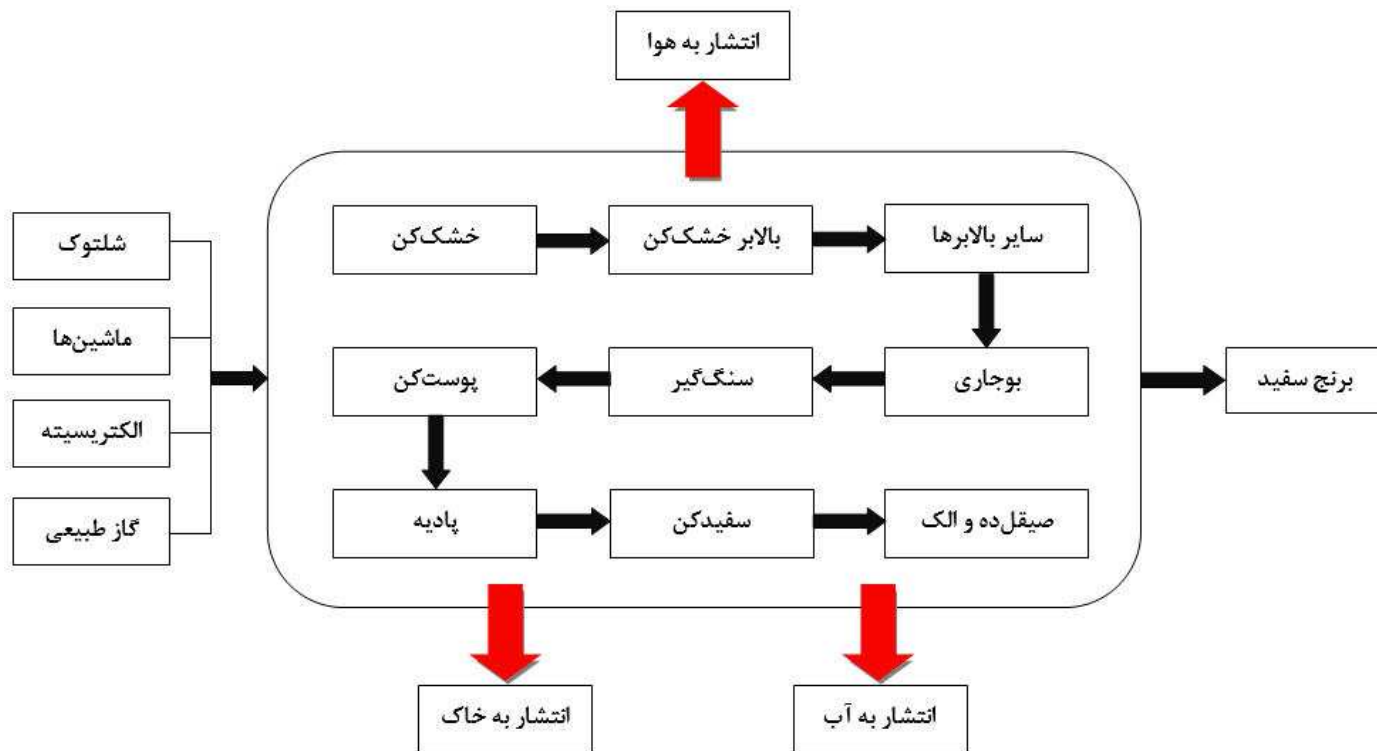 انتشار به هوا
شلتوک
ماشین‌ها
الکتریسیته
گاز طبیعی
خشک‌کن
بالابر خشک‌کن
سایر بالابرها
بوجاری
سنگ‌گیر
پوست‌کن
پادیه
سفیدکن
صیقل‌ده و الک
برنج سفید
انتشار به خاک
انتشار به آب